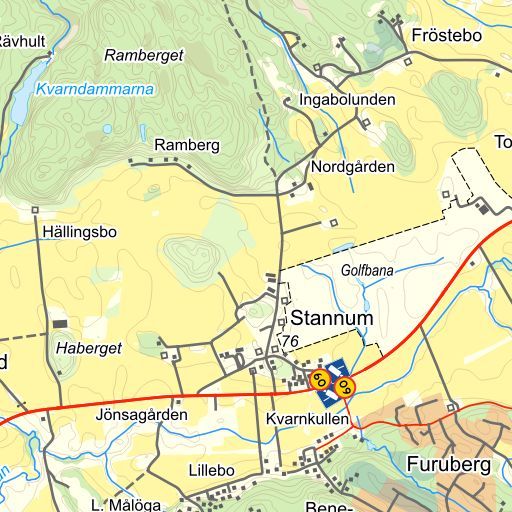 Rävhult
Ramberget
Fröstebo
Kvarndammarna
Ingabolunden
Ramberg
To
Nordgården
Hällingsbo
Golfbana
Stannum
76
Haberget
d
60
60
Jönsagården
Kvarnkullen
Lillebo
Furuberg
L. Målöga
Bene-